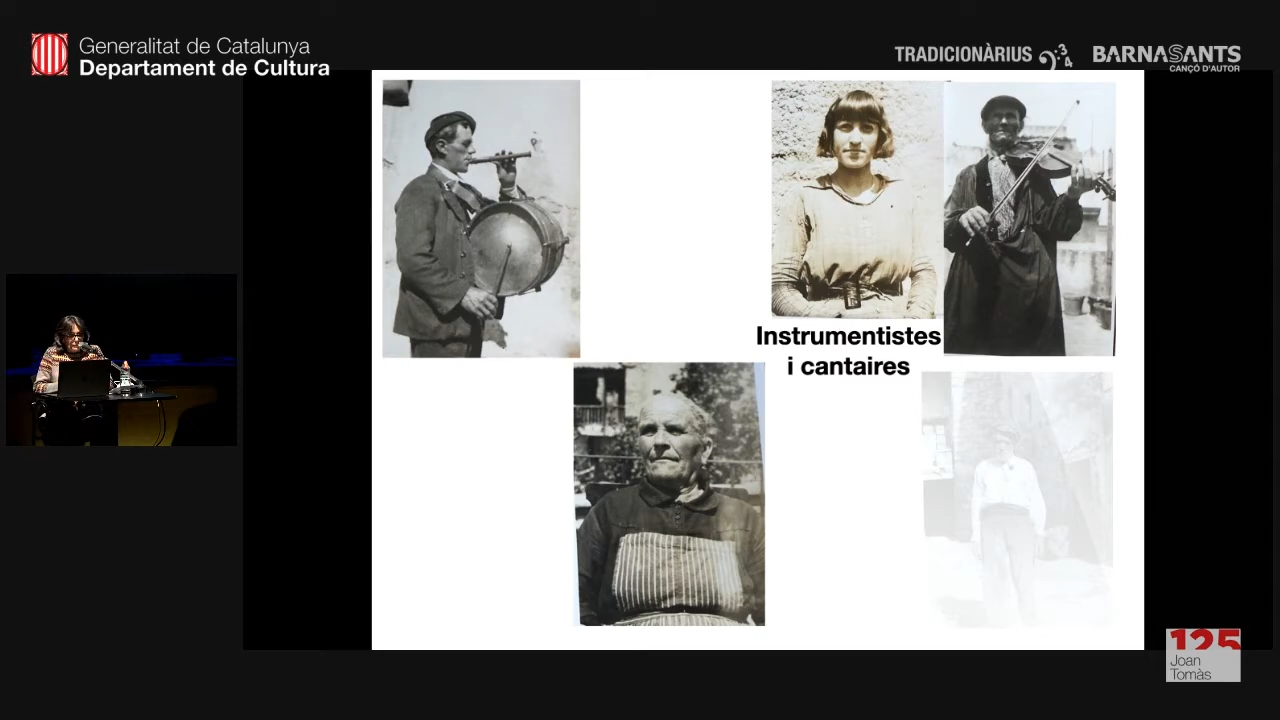 Generalitat de Catalunya
Departament de Cultura
TRADICIONÀRIUS
BARNASANTS
CANÇÓ D'AUTOR
Instrumentistes
i cantaires
125
Joan
Tomàs